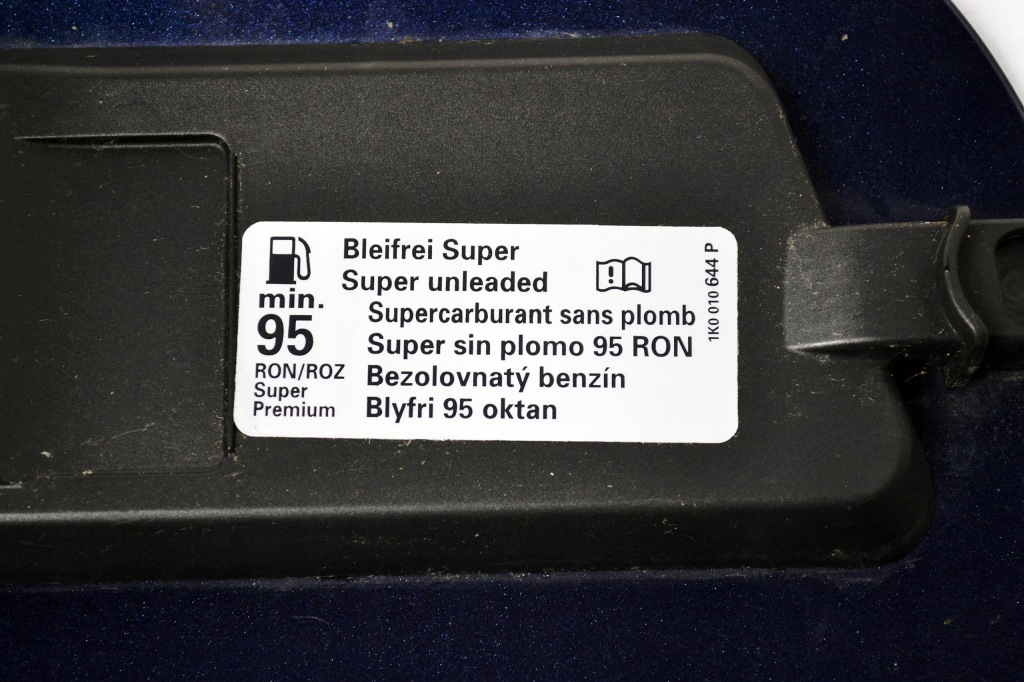 min.
95
RON/ROZ
Super
Premium
Bleifrei Super
Super unleaded
Supercarburant sans plomb
Super sin plomo 95 RON
Bezolovnatý benzín
Blyfri 95 oktan
1K0 010 644 P